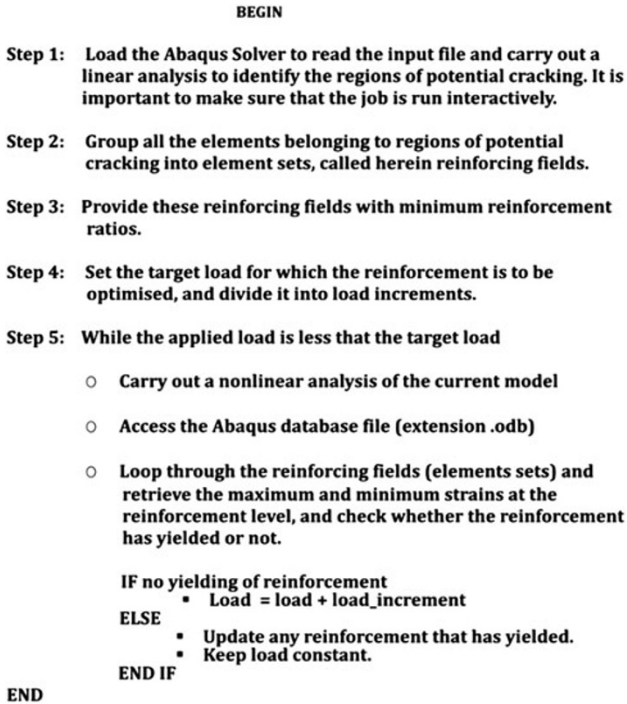 BEGIN
Step 1: Load the Abaqus Solver to read the input file and carry out a
linear analysis to identify the regions of potential cracking. It is
important to make sure that the job is run interactively.
Step 2: Group all the elements belonging to regions of potential
cracking into element sets, called herein reinforcing fields.
Step 3: Provide these reinforcing fields with minimum reinforcement
ratios.
Step 4: Set the target load for which the reinforcement is to be
optimised, and divide it into load increments.
Step 5: While the applied load is less that the target load
○ Carry out a nonlinear analysis of the current model
○ Access the Abaqus database file (extension .odb)
○ Loop through the reinforcing fields (elements sets) and
retrieve the maximum and minimum strains at the
reinforcement level, and check whether the reinforcement
has yielded or not.
IF no yielding of reinforcement
▪ Load = load + load_increment
ELSE
▪ Update any reinforcement that has yielded.
▪ Keep load constant.
END IF
END